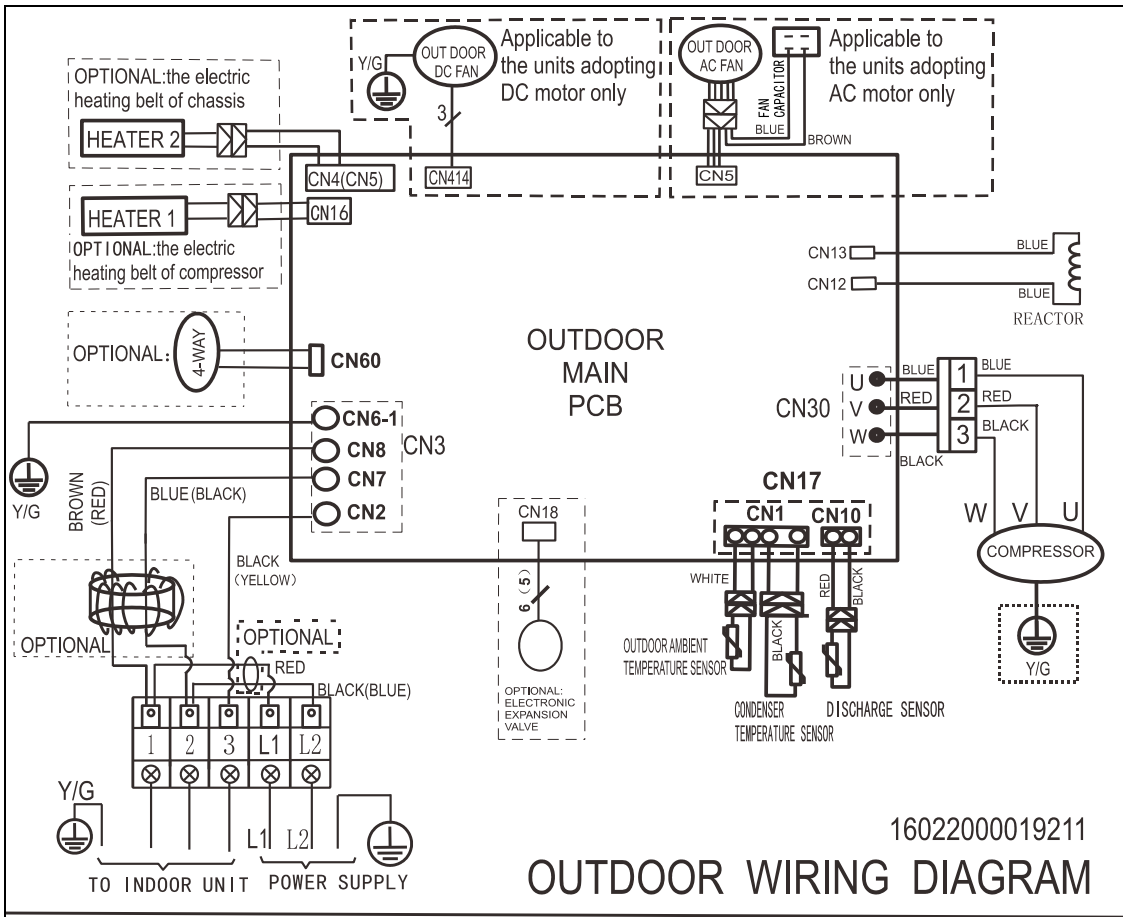 OPTIONAL:the electric
heating belt of chassis
HEATER 2
CN4(CN5)
HEATER 1
CN16
OPTIONAL:the electric
heating belt of compressor
Y/G
OUT DOOR
DC FAN
3
CN414
Applicable to
the units adopting
DC motor only
OUT DOOR
AC FAN
FAN
CAPACITOR
BLUE
BROWN
CN5
Applicable to
the units adopting
AC motor only
CN13
CN12
BLUE
BLUE
REACTOR
OPTIONAL:
4-WAY
CN60
OUTDOOR
MAIN
PCB
CN6-1
CN8
CN7
CN2
CN3
Y/G
BROWN
(RED)
BLUE(BLACK)
BLACK
(YELLOW)
OPTIONAL
OPTIONAL
RED
BLACK(BLUE)
1
2
3
L1
L2
Y/G
L1
L2
TO INDOOR UNIT
POWER SUPPLY
CN18
6 (5)
OPTIONAL:
ELECTRONIC
EXPANSION
VALVE
CN30
U
V
W
BLUE
RED
BLACK
1
2
3
BLUE
RED
BLACK
W
V
U
COMPRESSOR
Y/G
CN17
CN1
CN10
WHITE
BLACK
RED
BLACK
OUTDOOR AMBIENT
TEMPERATURE SENSOR
CONDENSER
TEMPERATURE SENSOR
DISCHARGE SENSOR
16022000019211
OUTDOOR WIRING DIAGRAM